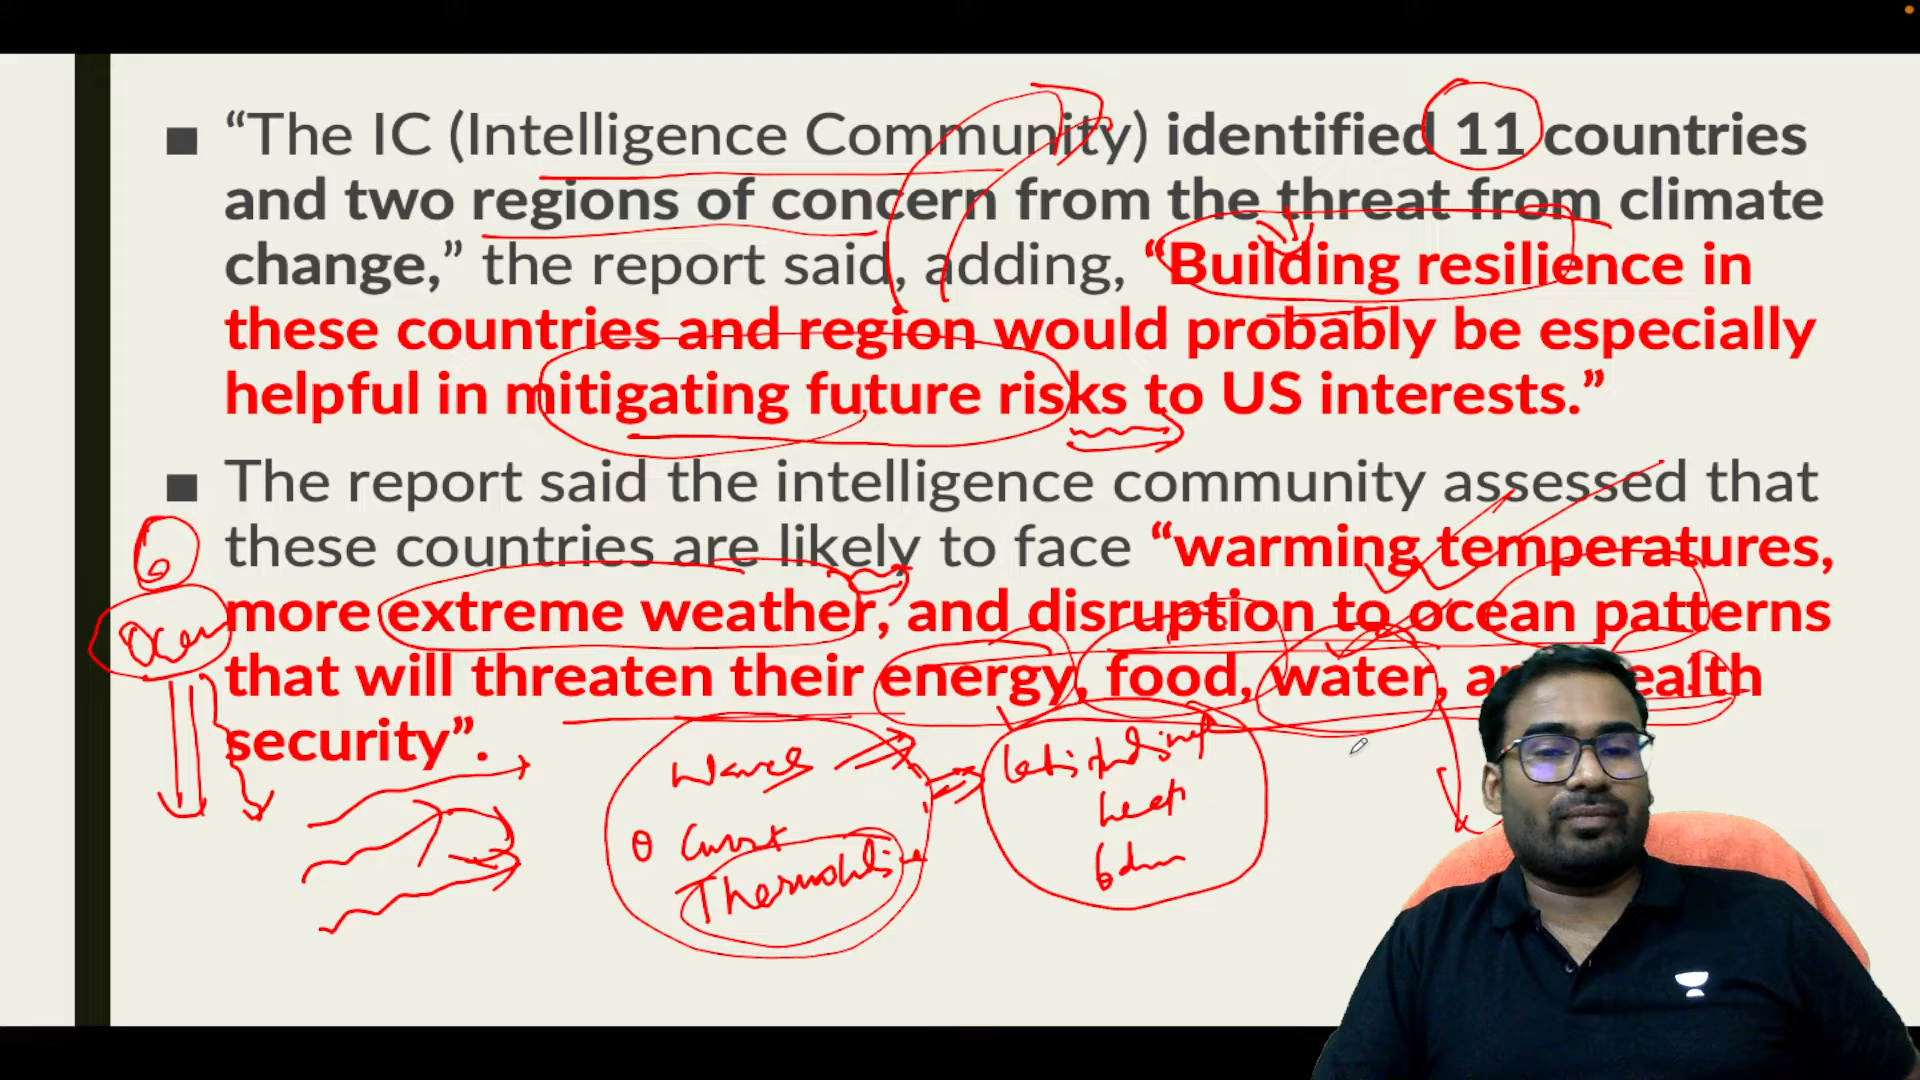 ■ “The IC (Intelligence Community) identified 11 countries
and two regions of concern from the threat from climate
change,” the report said, adding, “Building resilience in
these countries and region would probably be especially
helpful in mitigating future risks to US interests.”
■ The report said the intelligence community assessed that
these countries are likely to face “warming temperatures,
more extreme weather, and disruption to ocean patterns
that will threaten their energy, food, water, and health
security”.
Ocean
Waves
Thermohaline
Latitudinal
heat